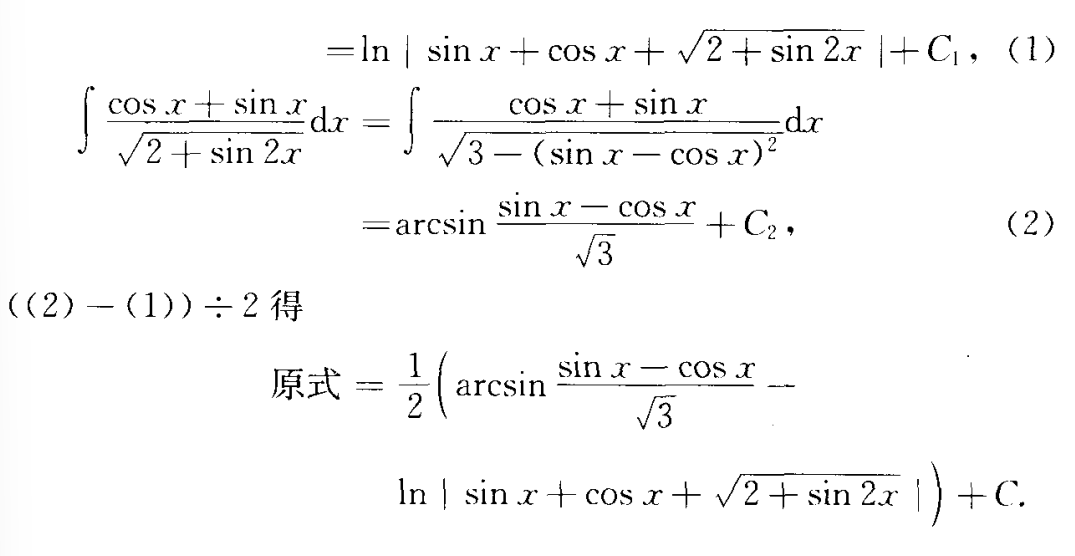 =ln | sin x + cos x + √(2 + sin 2x) | + C₁, (1)
∫ (cos x + sin x)/√(2 + sin 2x) dx = ∫ (cos x + sin x)/√(3 − (sin x − cos x)²) dx
=arcsin (sin x − cos x)/√3 + C₂, (2)
((2) − (1)) ÷ 2 得
原式 = 1/2 ( arcsin (sin x − cos x)/√3 −
ln | sin x + cos x + √(2 + sin 2x) | ) + C.